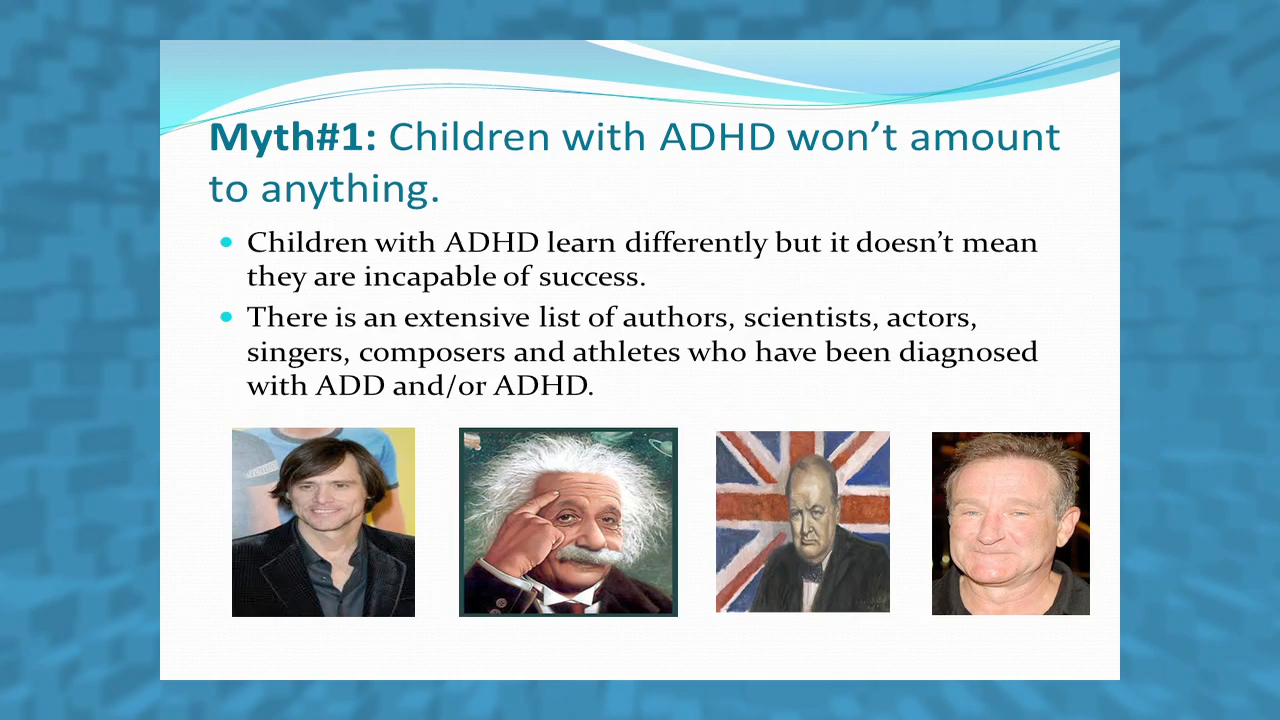 Myth#1: Children with ADHD won’t amount
to anything.
Children with ADHD learn differently but it doesn’t mean
they are incapable of success.
There is an extensive list of authors, scientists, actors,
singers, composers and athletes who have been diagnosed
with ADD and/or ADHD.